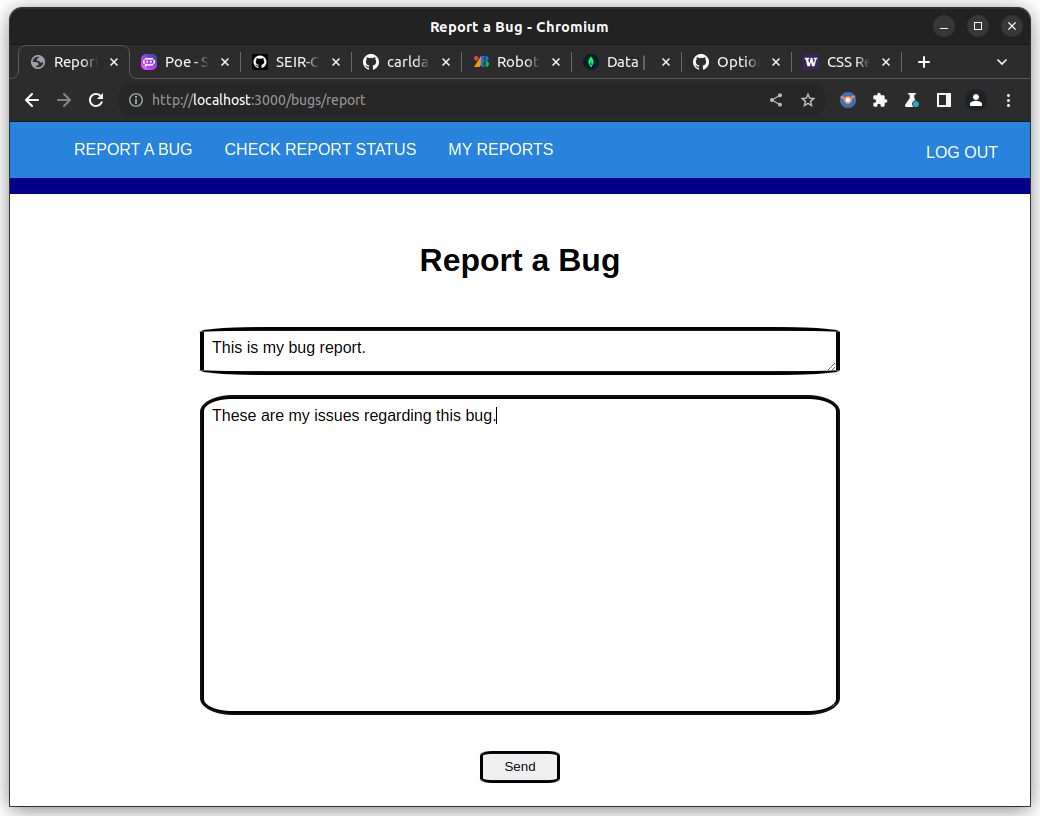 Report a Bug - Chromium
Repor
Poe - S
SEIR-C
carlda
Robot
Data |
Optio
CSS Re
http://localhost:3000/bugs/report
REPORT A BUG CHECK REPORT STATUS MY REPORTS LOG OUT
Report a Bug
This is my bug report.
These are my issues regarding this bug.
Send